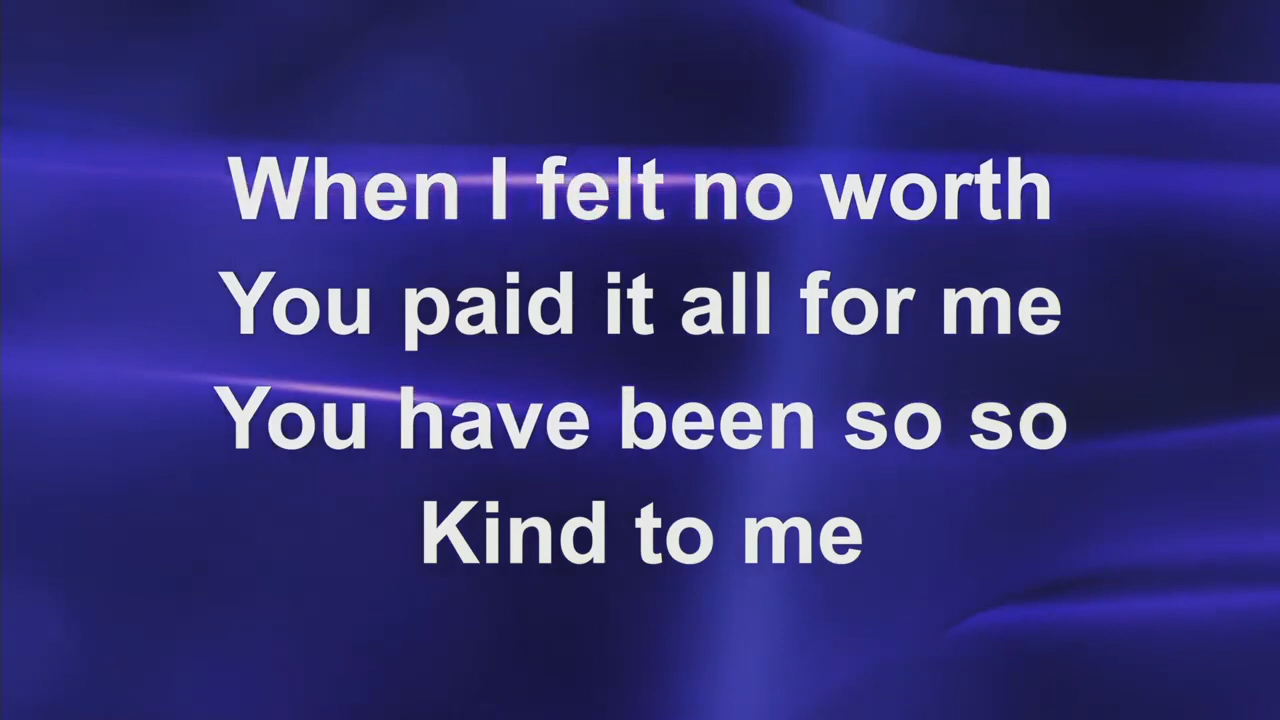 When I felt no worth
You paid it all for me
You have been so so
Kind to me